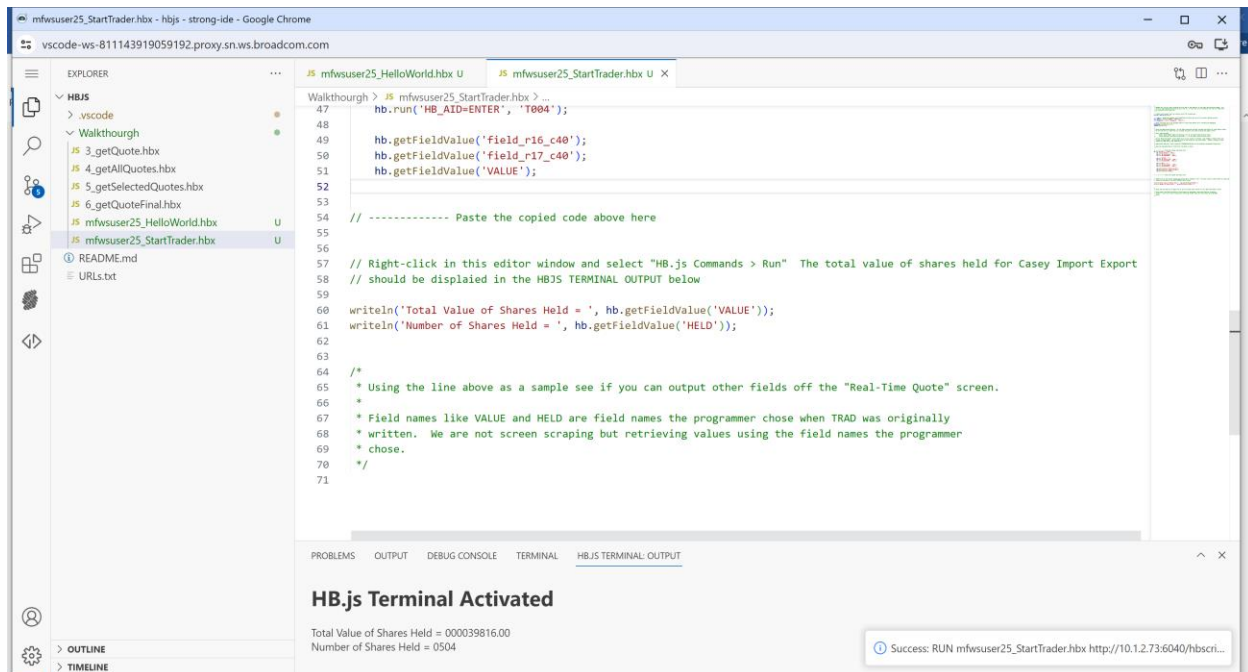 mfwsuser25_StartTrader.hbx - hbjs - strong-ide - Google Chrome
vscode-ws-811143919059192.proxy.sn.ws.broadcom.com
EXPLORER
HBJS
.vscode
Walkthourgh
JS 3_getQuote.hbx
JS 4_getAllQuotes.hbx
JS 5_getSelectedQuotes.hbx
JS 6_getQuoteFinal.hbx
JS mfwsuser25_HelloWorld.hbx U
JS mfwsuser25_StartTrader.hbx U
README.md
URLs.txt
OUTLINE
TIMELINE
JS mfwsuser25_HelloWorld.hbx U JS mfwsuser25_StartTrader.hbx U
Walkthourgh > JS mfwsuser25_StartTrader.hbx > ...
47 hb.run('HB_AID=ENTER', 'T004');
48
49 hb.getFieldValue('field_r16_c40');
50 hb.getFieldValue('field_r17_c40');
51 hb.getFieldValue('VALUE');
52
53
54 // ------------- Paste the copied code above here
55
56
57 // Right-click in this editor window and select "HB.js Commands > Run" The total value of shares held for Casey Import Export
58 // should be displaied in the HBJS TERMINAL OUTPUT below
59
60 writeln('Total Value of Shares Held = ', hb.getFieldValue('VALUE'));
61 writeln('Number of Shares Held = ', hb.getFieldValue('HELD'));
62
63
64 /*
65 * Using the line above as a sample see if you can output other fields off the "Real-Time Quote" screen.
66 *
67 * Field names like VALUE and HELD are field names the programmer chose when TRAD was originally
68 * written. We are not screen scraping but retrieving values using the field names the programmer
69 * chose.
70 */
71
PROBLEMS OUTPUT DEBUG CONSOLE TERMINAL HBJS TERMINAL: OUTPUT
HB.js Terminal Activated
Total Value of Shares Held = 000039816.00
Number of Shares Held = 0504
Success: RUN mfwsuser25_StartTrader.hbx http://10.1.2.73:6040/hbscri...